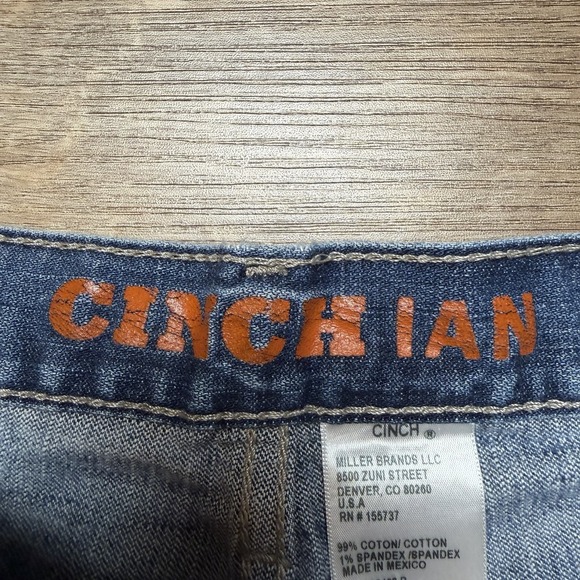 CINCH IAN
CINCH ®
MILLER BRANDS LLC
8500 ZUNI STREET
DENVER, CO 80260
U.S.A
RN # 155737
99% COTON/ COTTON
1% SPANDEX /SPANDEX
MADE IN MEXICO